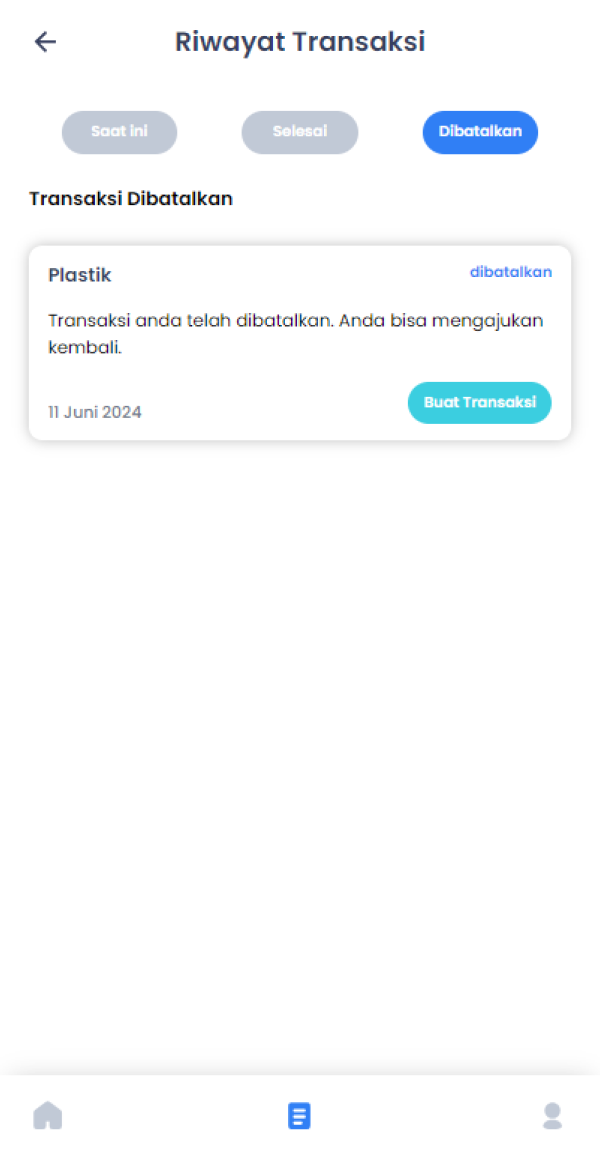 Riwayat Transaksi
Saat ini
Selesai
Dibatalkan
Transaksi Dibatalkan
Plastik
dibatalkan
Transaksi anda telah dibatalkan. Anda bisa mengajukan
kembali.
11 Juni 2024
Buat Transaksi